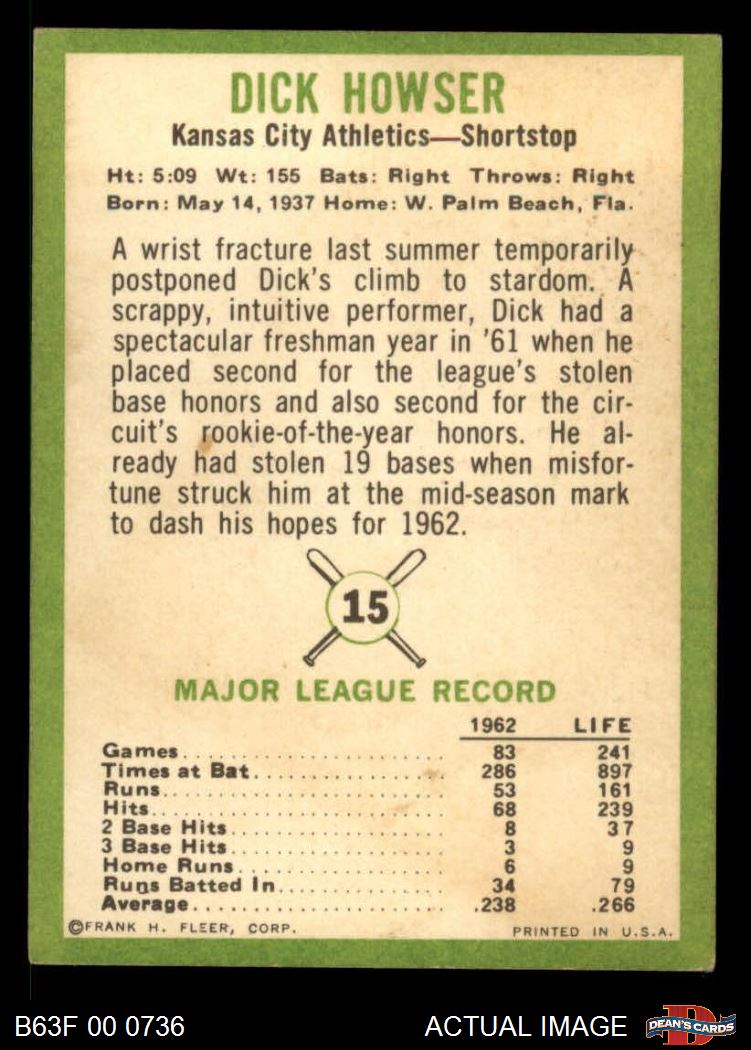 DICK HOWSER
Kansas City Athletics—Shortstop
Ht: 5:09 Wt: 155 Bats: Right Throws: Right
Born: May 14, 1937 Home: W. Palm Beach, Fla.
A wrist fracture last summer temporarily
postponed Dick's climb to stardom. A
scrappy, intuitive performer, Dick had a
spectacular freshman year in '61 when he
placed second for the league's stolen
base honors and also second for the cir-
cuit's rookie-of-the-year honors. He al-
ready had stolen 19 bases when misfor-
tune struck him at the mid-season mark
to dash his hopes for 1962.
15
MAJOR LEAGUE RECORD
1962 LIFE
Games 83 241
Times at Bat 286 897
Runs 53 161
Hits 68 239
2 Base Hits 8 37
3 Base Hits 3 9
Home Runs 6 9
Runs Batted In 34 79
Average .238 .266
©FRANK H. FLEER, CORP. PRINTED IN U.S.A.
B63F 00 0736 ACTUAL IMAGE D DEAN'S CARDS